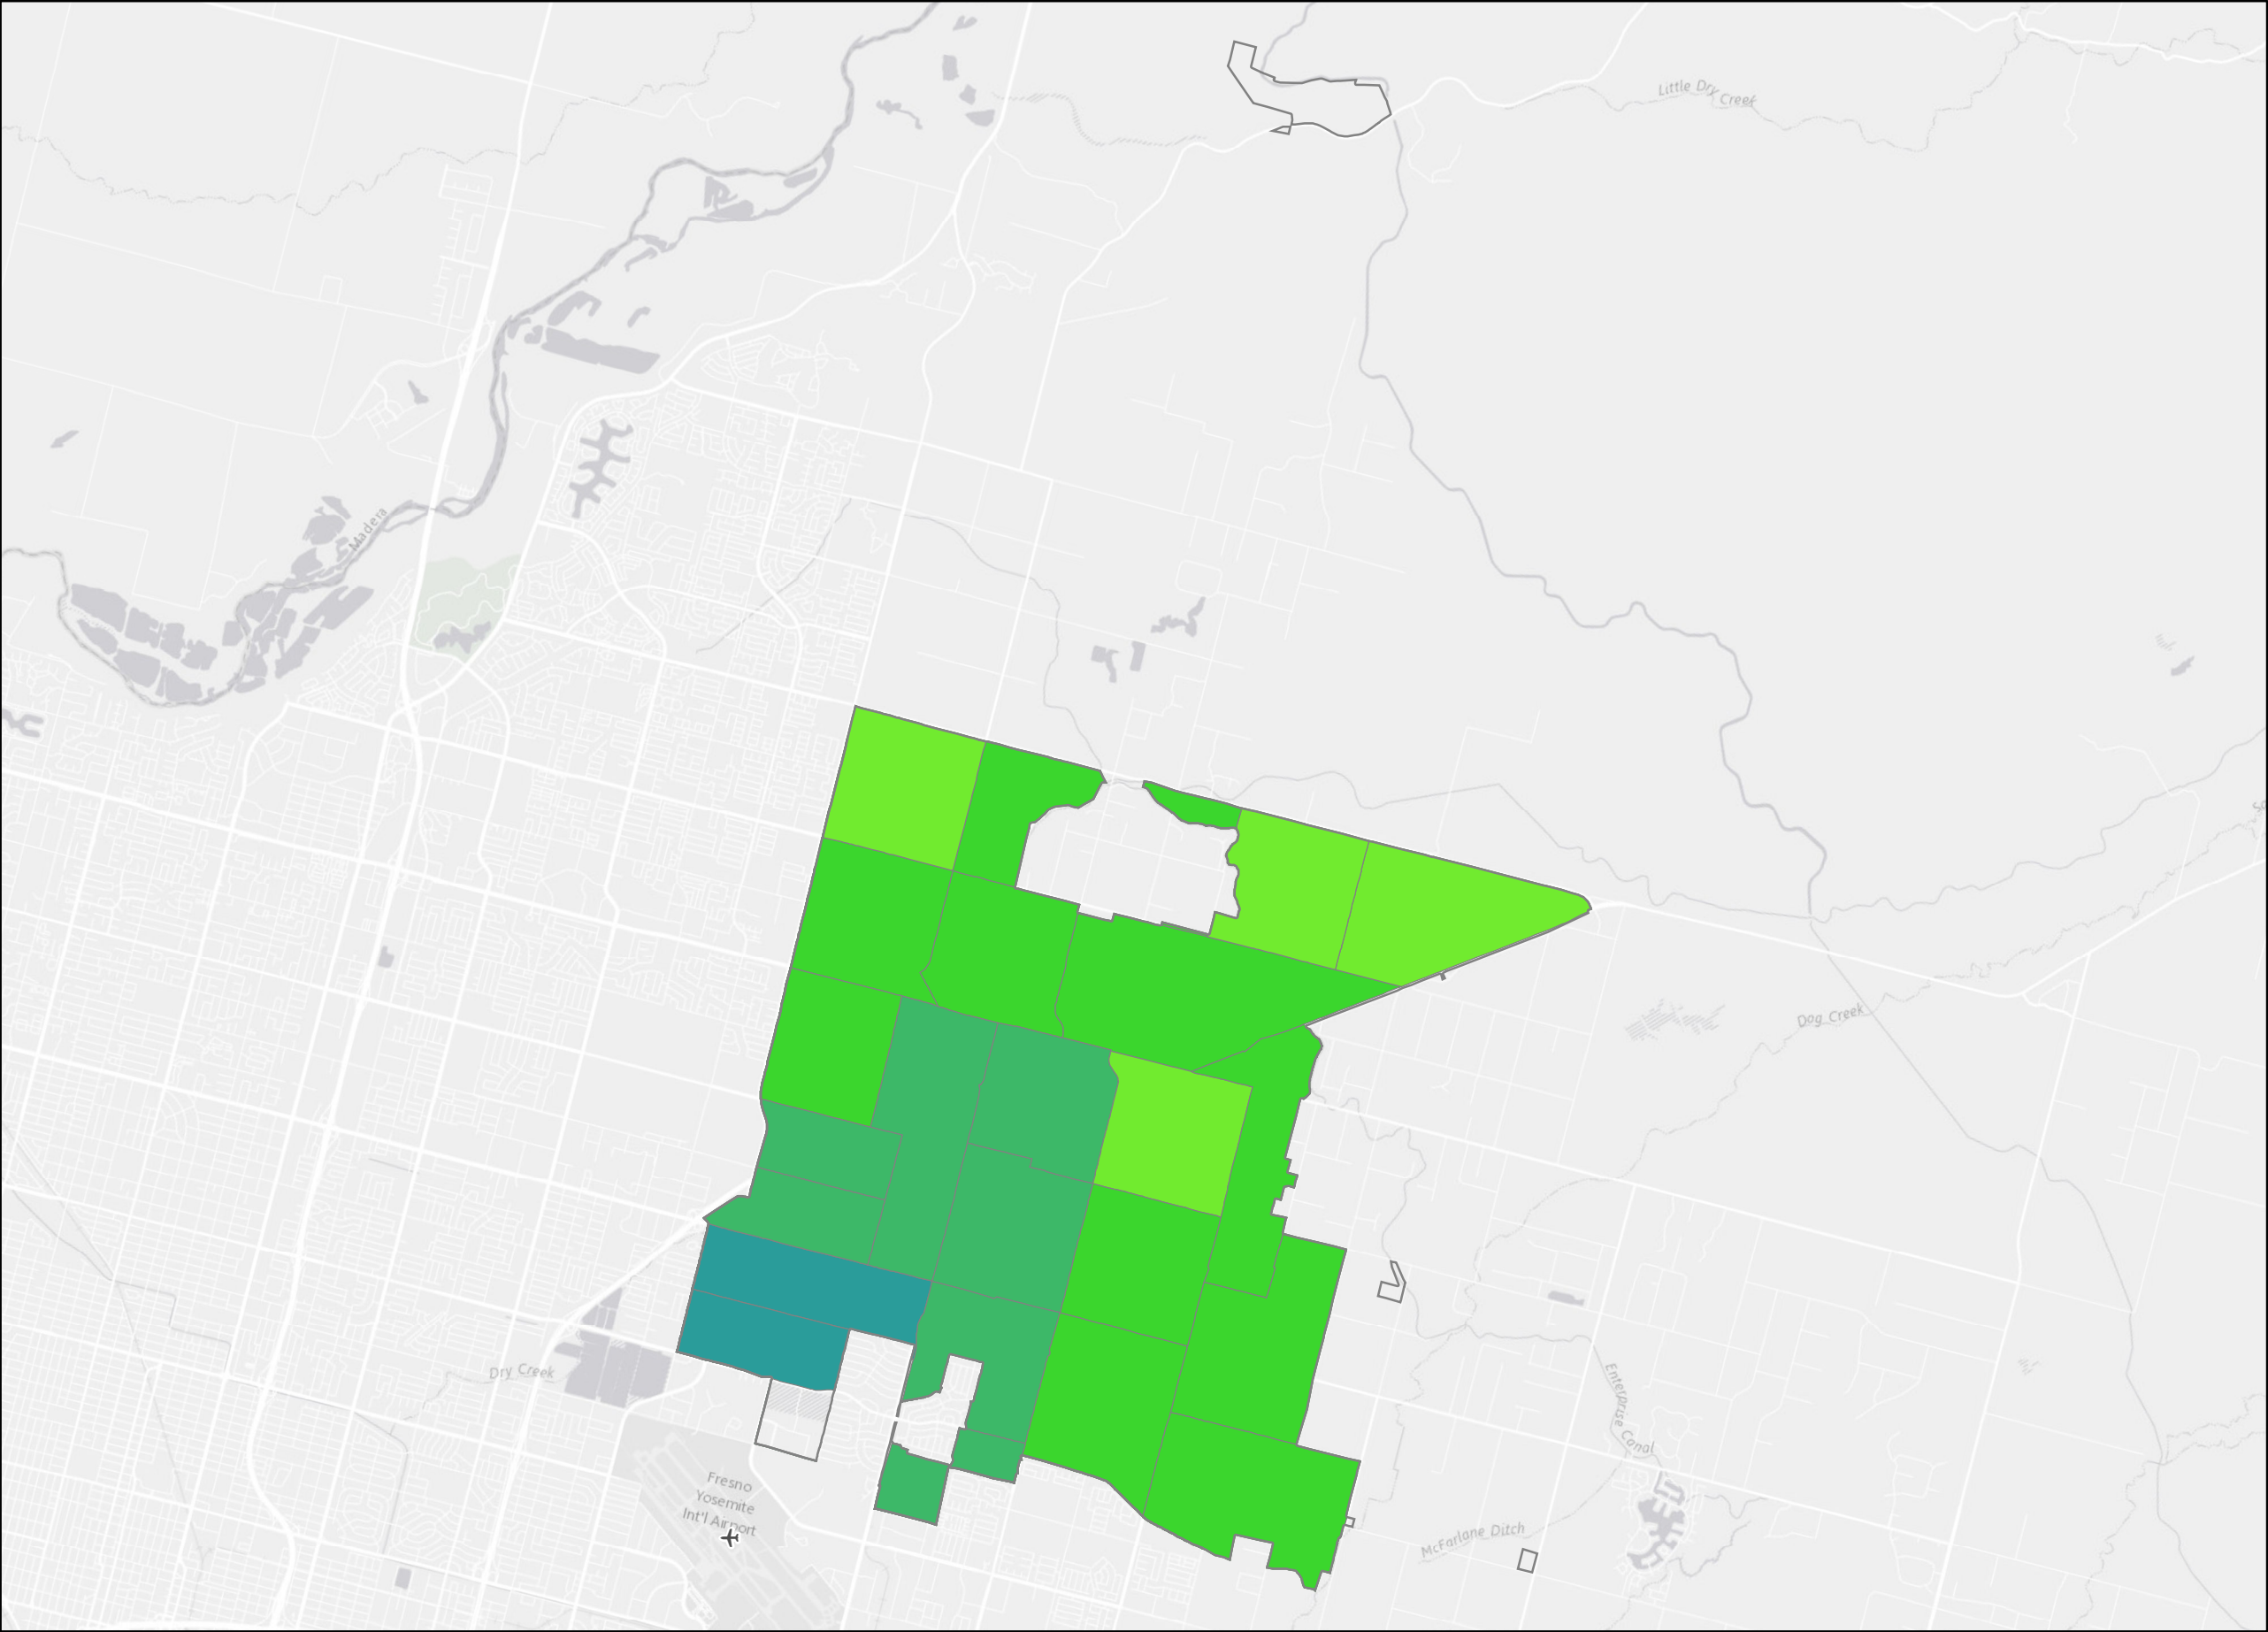 Little Dry Creek
Madera
Dog Creek
Enterprise Canal
Dry Creek
Fresno
Yosemite
Int'l Airport
McFarlane Ditch